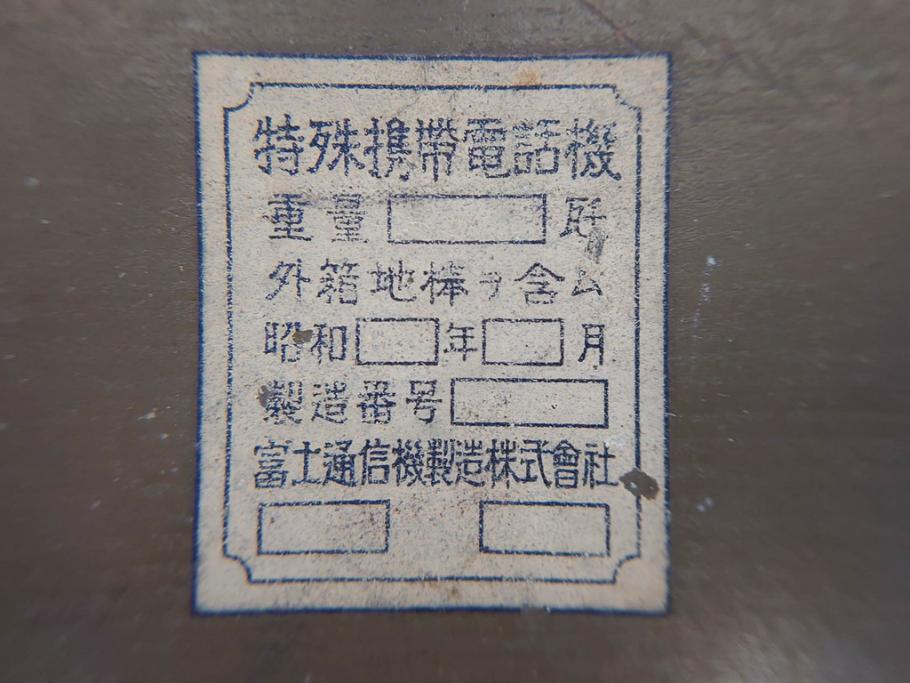 特殊携帯電話機
重量 瓩
外箱地棒ヲ含ム
昭和 年 月
製造番号
富士通信機製造株式會社